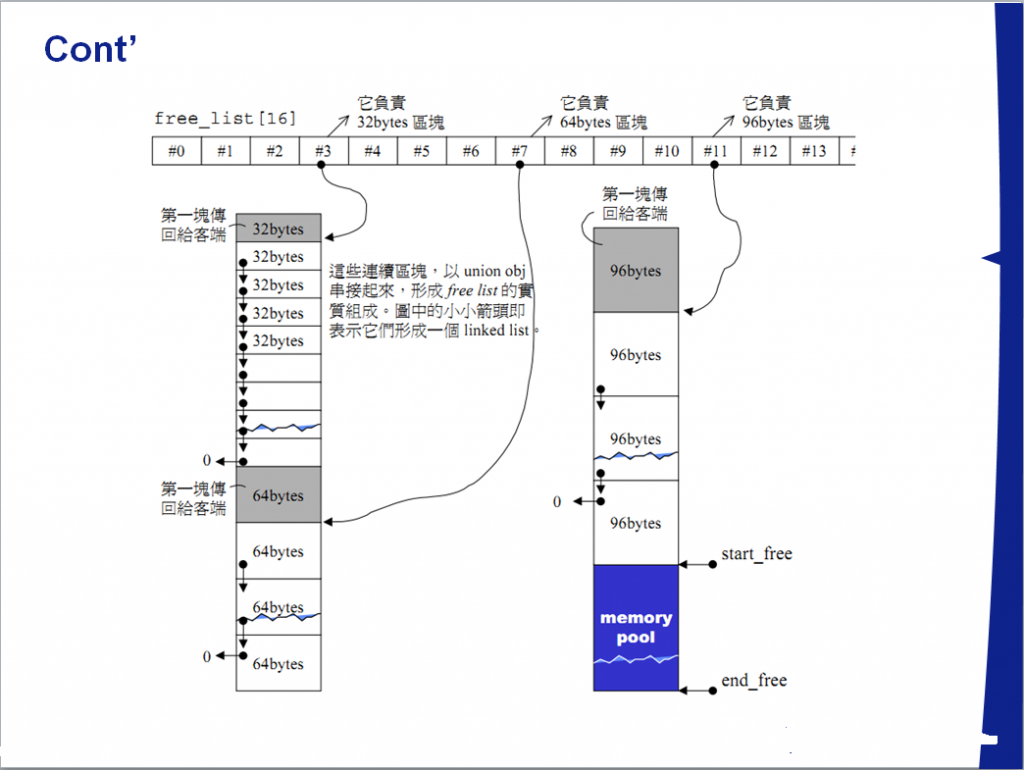 Cont’
free_list[16]
它負責
32bytes 區塊
它負責
64bytes 區塊
它負責
96bytes 區塊
#0 #1 #2 #3 #4 #5 #6 #7 #8 #9 #10 #11 #12 #13
第一塊傳
回給客端
32bytes
32bytes
32bytes
32bytes
32bytes
0
這些連續區塊，以 union obj
串接起來，形成 free list 的實
質組成。圖中的小小箭頭即
表示它們形成一個 linked list。
第一塊傳
回給客端
64bytes
64bytes
64bytes
64bytes
0
第一塊傳
回給客端
96bytes
96bytes
96bytes
0
96bytes
start_free
memory
pool
end_free